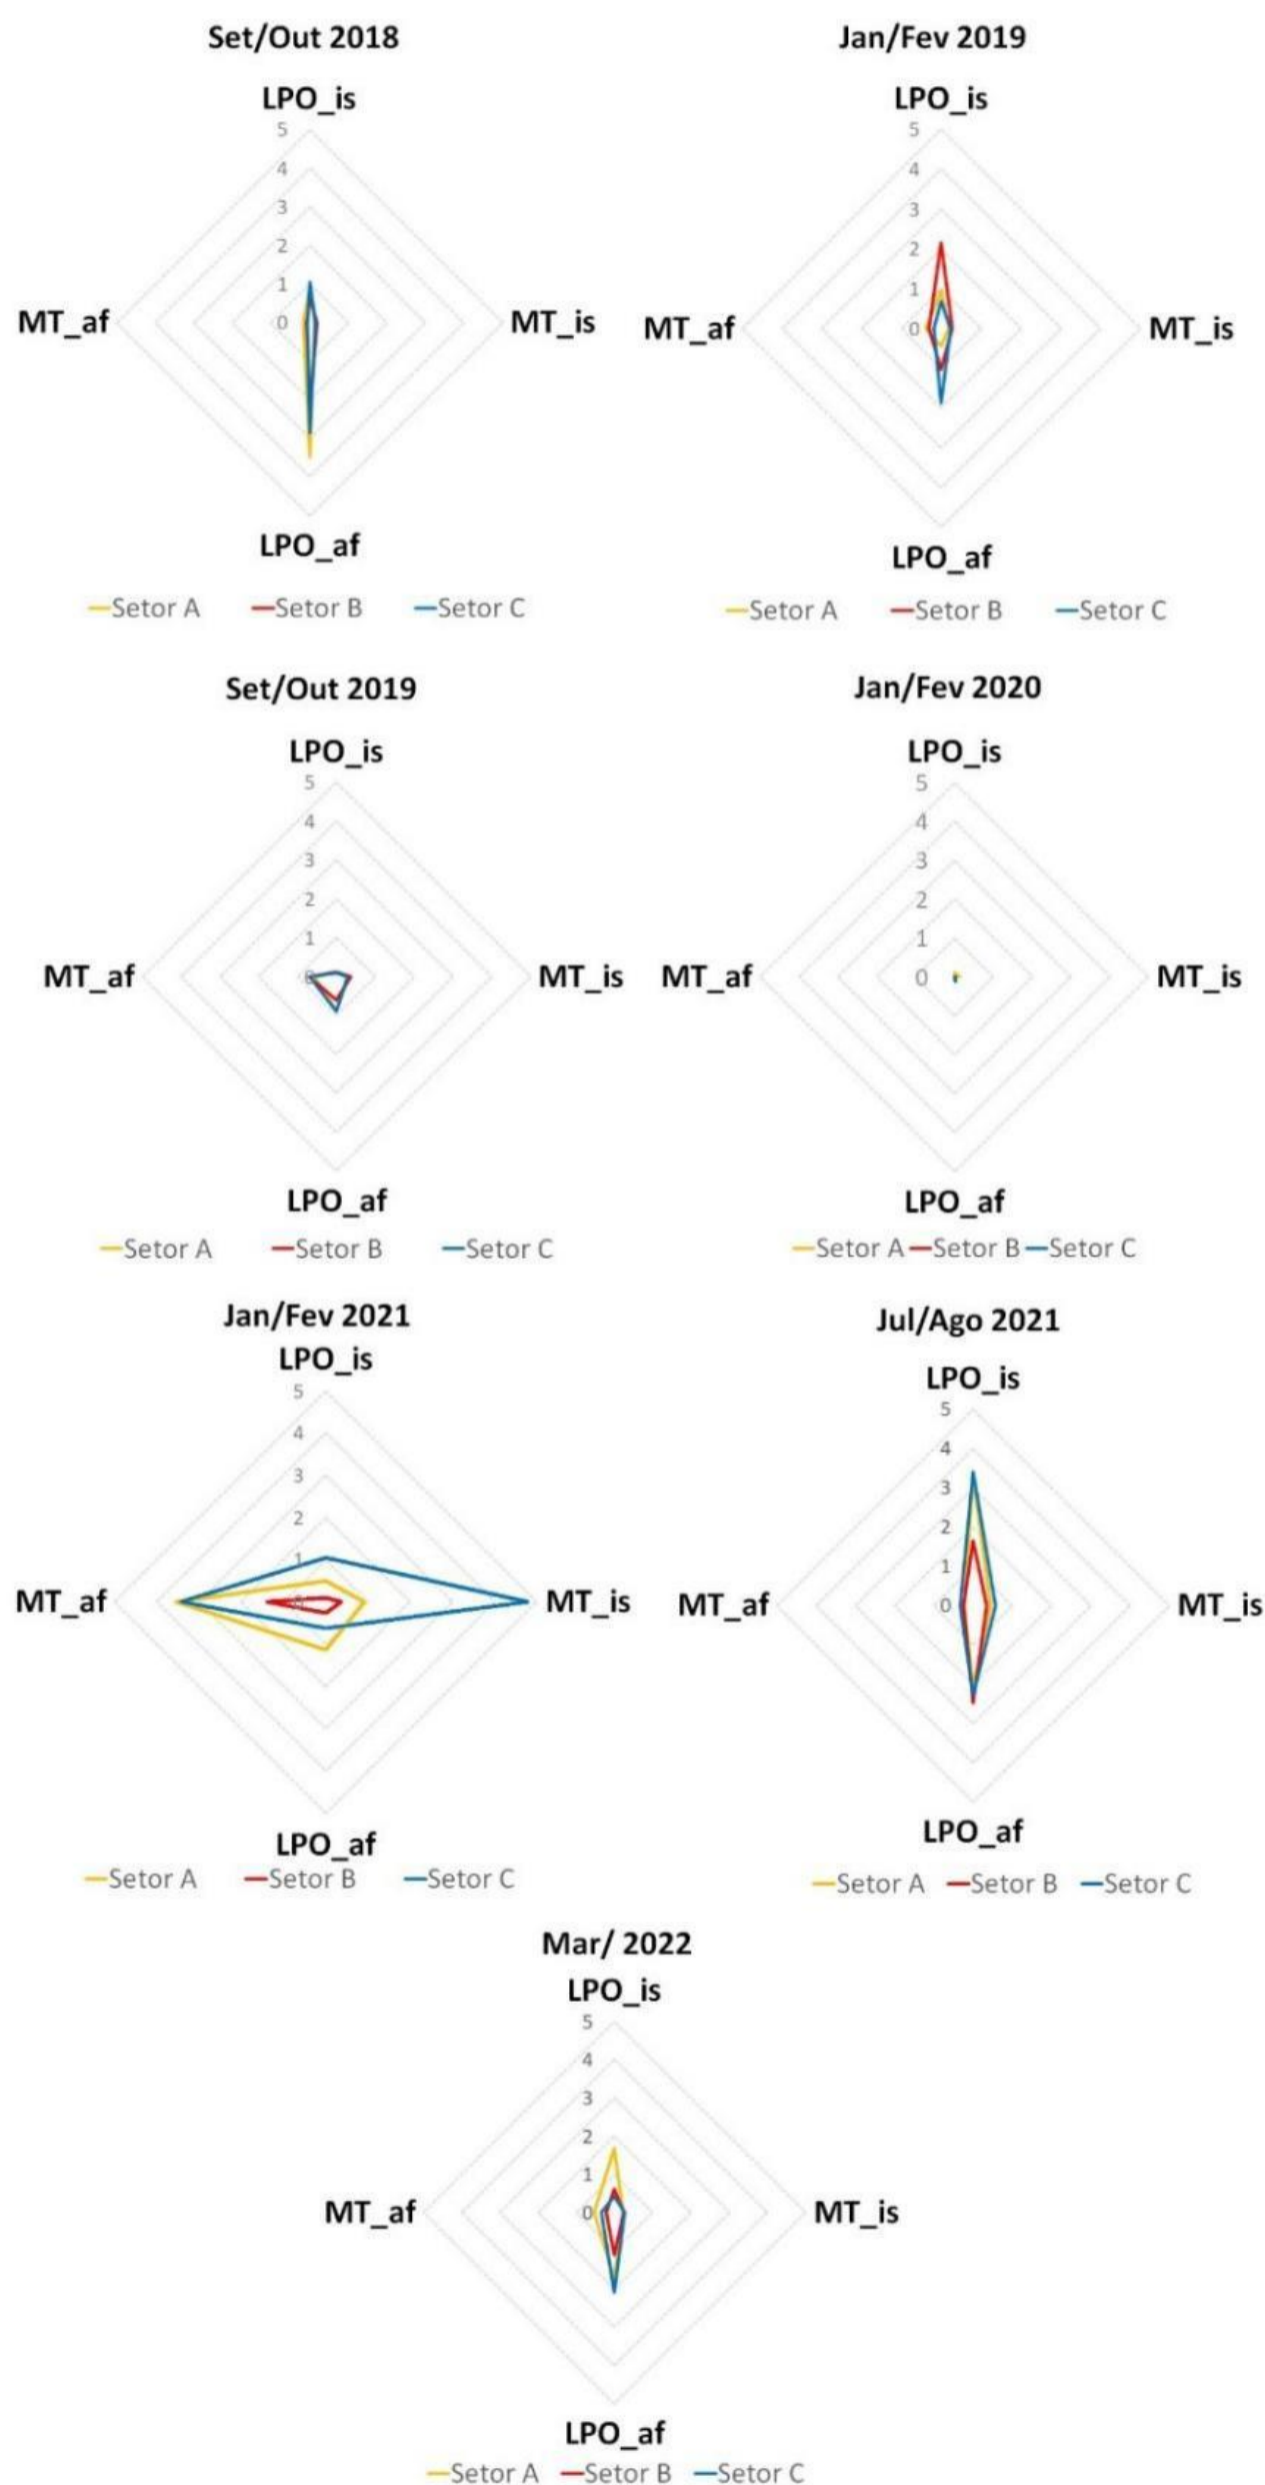 Set/Out 2018
LPO_is
5
4
3
2
1
0
MT_af
MT_is
LPO_af
Setor A Setor B Setor C
Jan/Fev 2019
LPO_is
5
4
3
2
1
0
MT_af
MT_is
LPO_af
Setor A Setor B Setor C
Set/Out 2019
LPO_is
5
4
3
2
1
0
MT_af
MT_is
LPO_af
Setor A Setor B Setor C
Jan/Fev 2020
LPO_is
5
4
3
2
1
0
MT_af
MT_is
LPO_af
Setor A Setor B Setor C
Jan/Fev 2021
LPO_is
5
4
3
2
1
0
MT_af
MT_is
LPO_af
Setor A Setor B Setor C
Jul/Ago 2021
LPO_is
5
4
3
2
1
0
MT_af
MT_is
LPO_af
Setor A Setor B Setor C
Mar/ 2022
LPO_is
5
4
3
2
1
0
MT_af
MT_is
LPO_af
Setor A Setor B Setor C